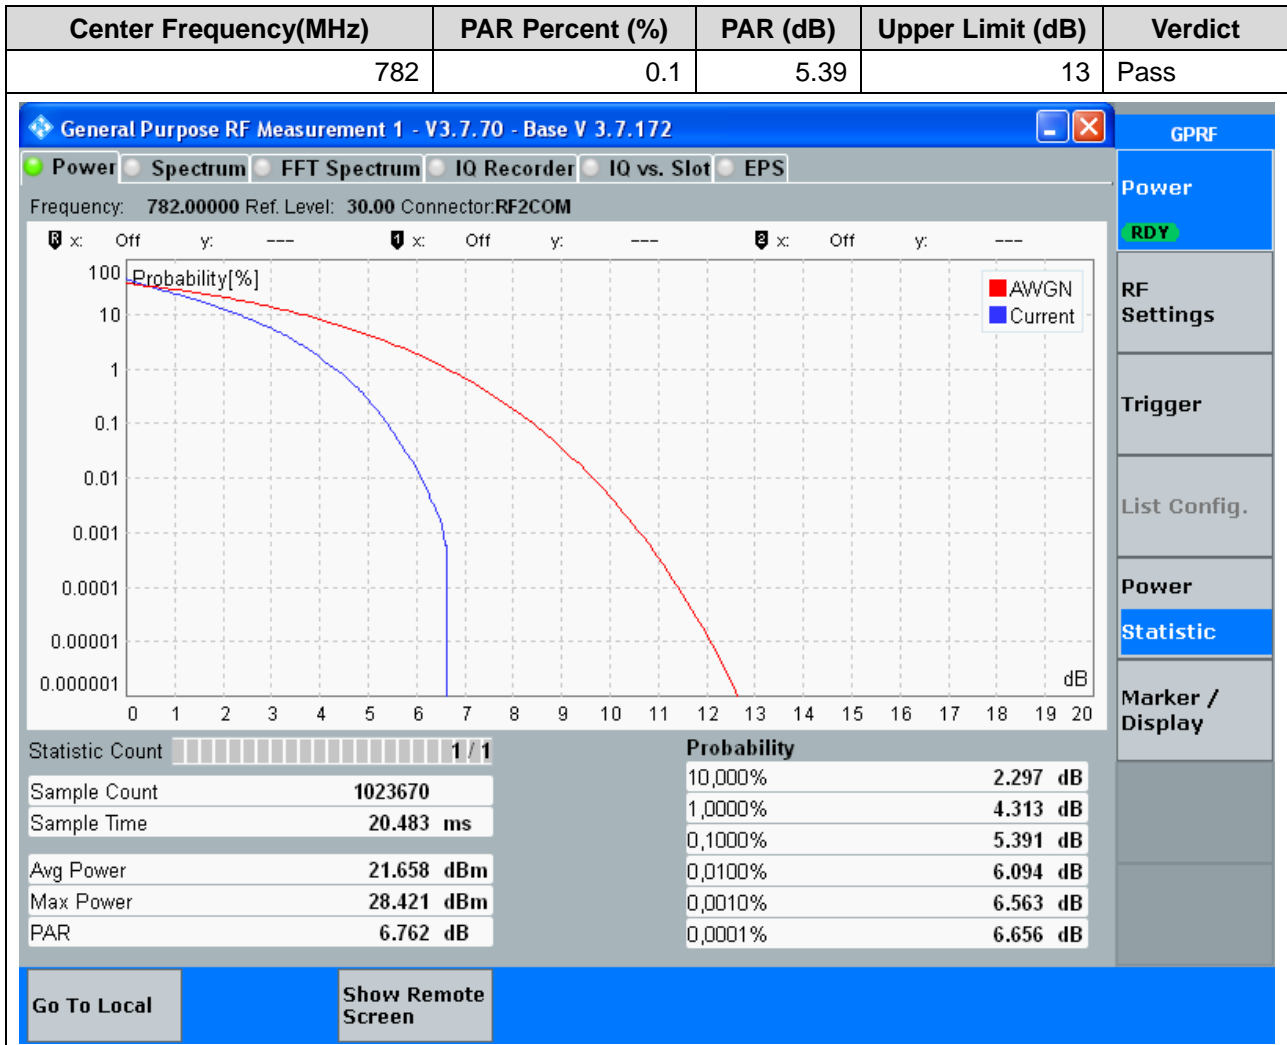 Center Frequency(MHz) PAR Percent (%) PAR (dB) Upper Limit (dB) Verdict
782 0.1 5.39 13 Pass
General Purpose RF Measurement 1 - V3.7.70 - Base V 3.7.172
GPRF
Power Spectrum FFT Spectrum IQ Recorder IQ vs. Slot EPS
Frequency: 782.00000 Ref. Level: 30.00 Connector:RF2COM
R x: Off y: --- 1 x: Off y: --- 2 x: Off y: ---
Probability[%]
AWGN
Current
100
10
1
0.1
0.01
0.001
0.0001
0.00001
0.000001
dB
0 1 2 3 4 5 6 7 8 9 10 11 12 13 14 15 16 17 18 19 20
Statistic Count 1 / 1
Sample Count 1023670
Sample Time 20.483 ms
Avg Power 21.658 dBm
Max Power 28.421 dBm
PAR 6.762 dB
Probability
10,000% 2.297 dB
1,0000% 4.313 dB
0,1000% 5.391 dB
0,0100% 6.094 dB
0,0010% 6.563 dB
0,0001% 6.656 dB
Power
RDY
RF
Settings
Trigger
List Config.
Power
Statistic
Marker /
Display
Go To Local
Show Remote
Screen